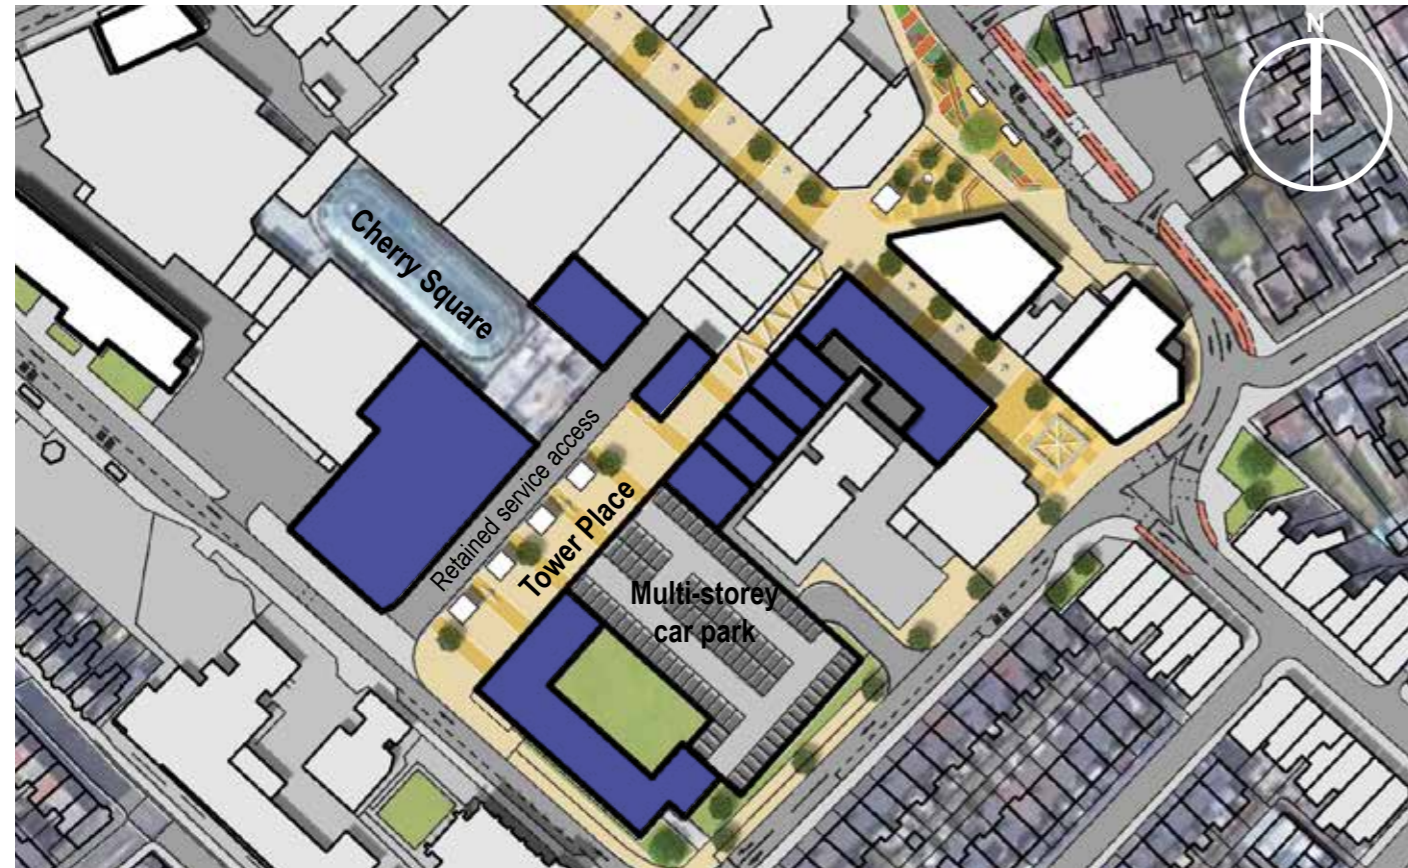 N
Cherry Square
Retained service access
Tower Place
Multi-storey
car park